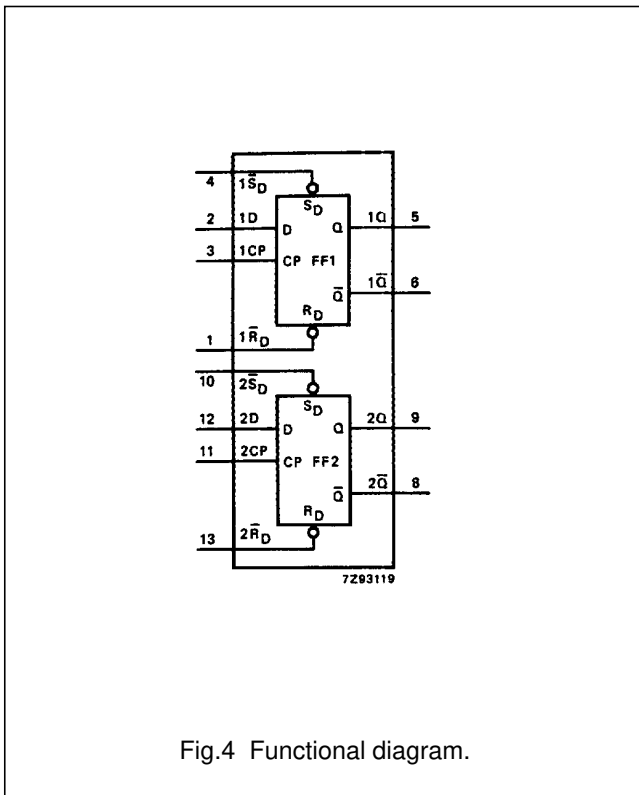 4 1S̅D
SD
2 1D D Q 1Q 5
3 1CP CP FF1
Q̅ 1Q̅ 6
RD
1 1R̅D
10 2S̅D
SD
12 2D D Q 2Q 9
11 2CP CP FF2
Q̅ 2Q̅ 8
RD
13 2R̅D
7Z93119
Fig.4 Functional diagram.